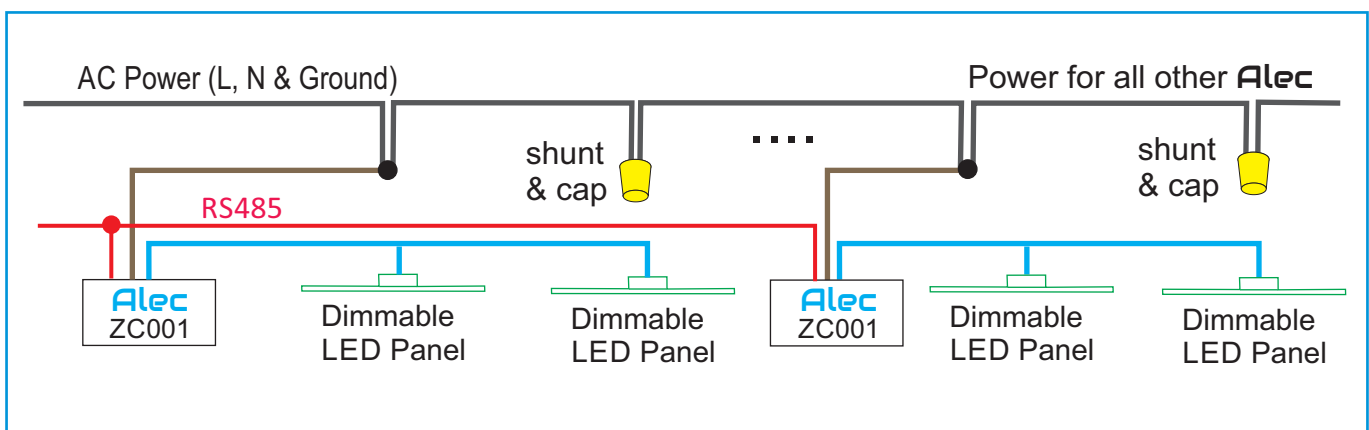 AC Power (L, N & Ground)
Power for all other Alec
shunt
& cap
....
shunt
& cap
RS485
Alec
ZC001
Dimmable
LED Panel
Dimmable
LED Panel
Alec
ZC001
Dimmable
LED Panel
Dimmable
LED Panel